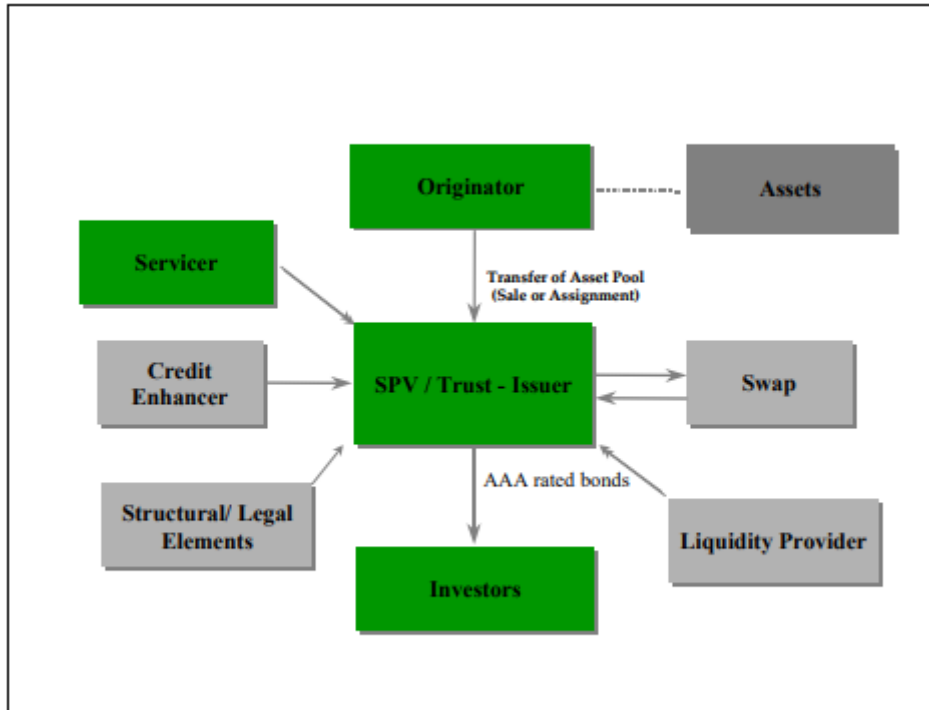 Originator
Assets
Servicer
Transfer of Asset Pool
(Sale or Assignment)
Credit
Enhancer
SPV / Trust - Issuer
Swap
AAA rated bonds
Structural/ Legal
Elements
Liquidity Provider
Investors